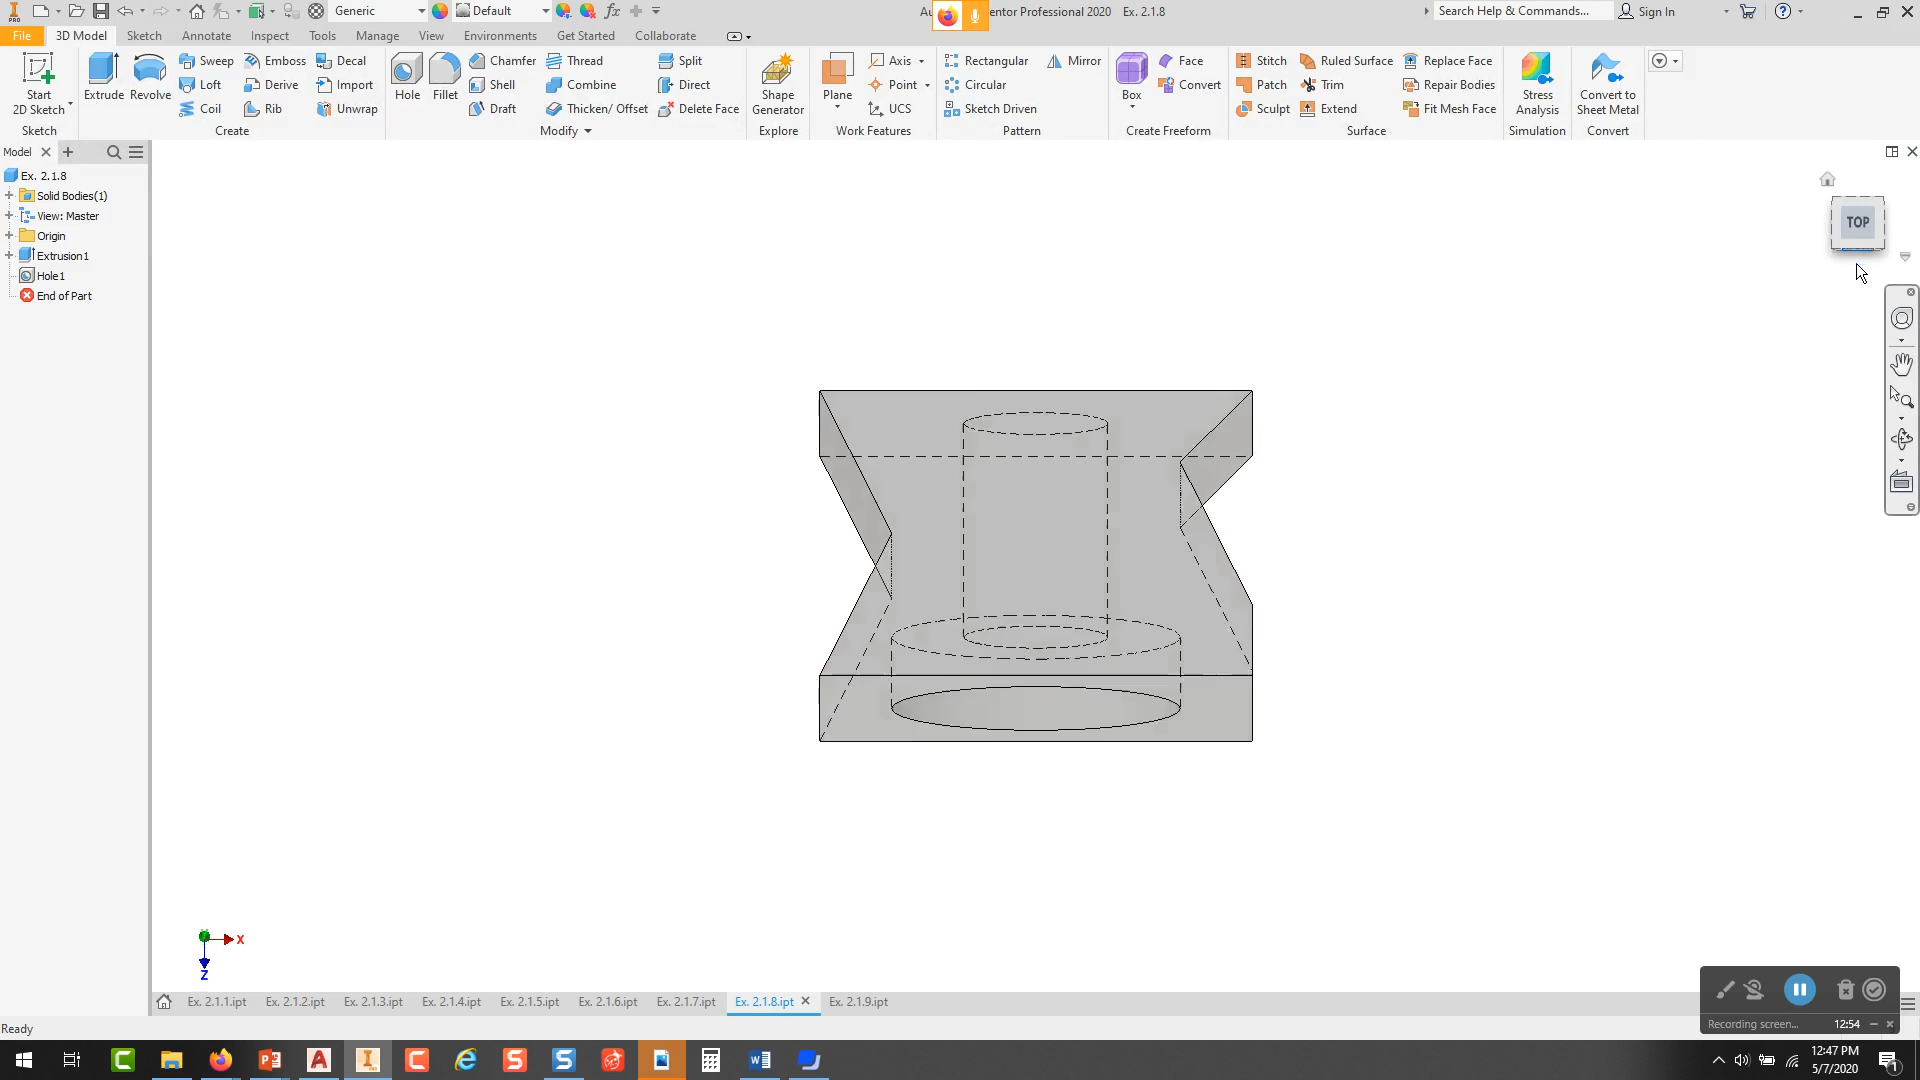 Generic
Default
Au
entor Professional 2020 Ex. 2.1.8
Search Help & Commands...
Sign In
File
3D Model
Sketch
Annotate
Inspect
Tools
Manage
View
Environments
Get Started
Collaborate
Start
2D Sketch
Sketch
Extrude
Revolve
Sweep
Loft
Coil
Emboss
Derive
Rib
Decal
Import
Unwrap
Create
Hole
Fillet
Chamfer
Shell
Draft
Thread
Combine
Thicken/ Offset
Split
Direct
Delete Face
Modify
Shape
Generator
Explore
Plane
Axis
Point
UCS
Work Features
Rectangular
Circular
Sketch Driven
Mirror
Pattern
Box
Face
Convert
Create Freeform
Stitch
Patch
Sculpt
Ruled Surface
Trim
Extend
Replace Face
Repair Bodies
Fit Mesh Face
Surface
Stress
Analysis
Simulation
Convert to
Sheet Metal
Convert
Model
Ex. 2.1.8
Solid Bodies(1)
View: Master
Origin
Extrusion1
Hole1
End of Part
TOP
X
Z
Ex. 2.1.1.ipt
Ex. 2.1.2.ipt
Ex. 2.1.3.ipt
Ex. 2.1.4.ipt
Ex. 2.1.5.ipt
Ex. 2.1.6.ipt
Ex. 2.1.7.ipt
Ex. 2.1.8.ipt
Ex. 2.1.9.ipt
Recording screen...
12:54
Ready
12:47 PM
5/7/2020